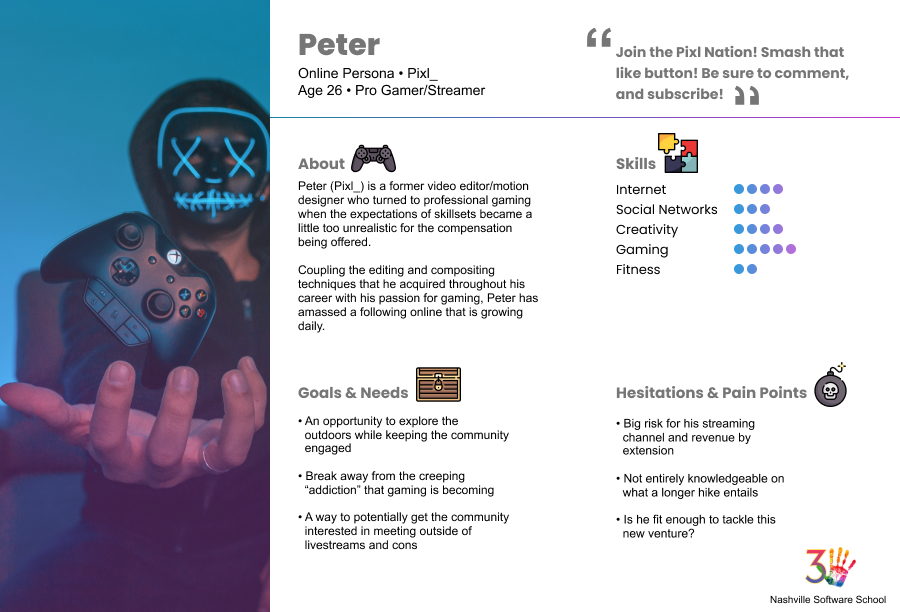 Peter
Online Persona • Pixl_
Age 26 • Pro Gamer/Streamer
“ Join the Pixl Nation! Smash that
like button! Be sure to comment,
and subscribe! ”
About
Peter (Pixl_) is a former video editor/motion
designer who turned to professional gaming
when the expectations of skillsets became a
little too unrealistic for the compensation
being offered.
Coupling the editing and compositing
techniques that he acquired throughout his
career with his passion for gaming, Peter has
amassed a following online that is growing
daily.
Skills
Internet
Social Networks
Creativity
Gaming
Fitness
Goals & Needs
• An opportunity to explore the
outdoors while keeping the community
engaged
• Break away from the creeping
“addiction” that gaming is becoming
• A way to potentially get the community
interested in meeting outside of
livestreams and cons
Hesitations & Pain Points
• Big risk for his streaming
channel and revenue by
extension
• Not entirely knowledgeable on
what a longer hike entails
• Is he fit enough to tackle this
new venture?
3
Nashville Software School